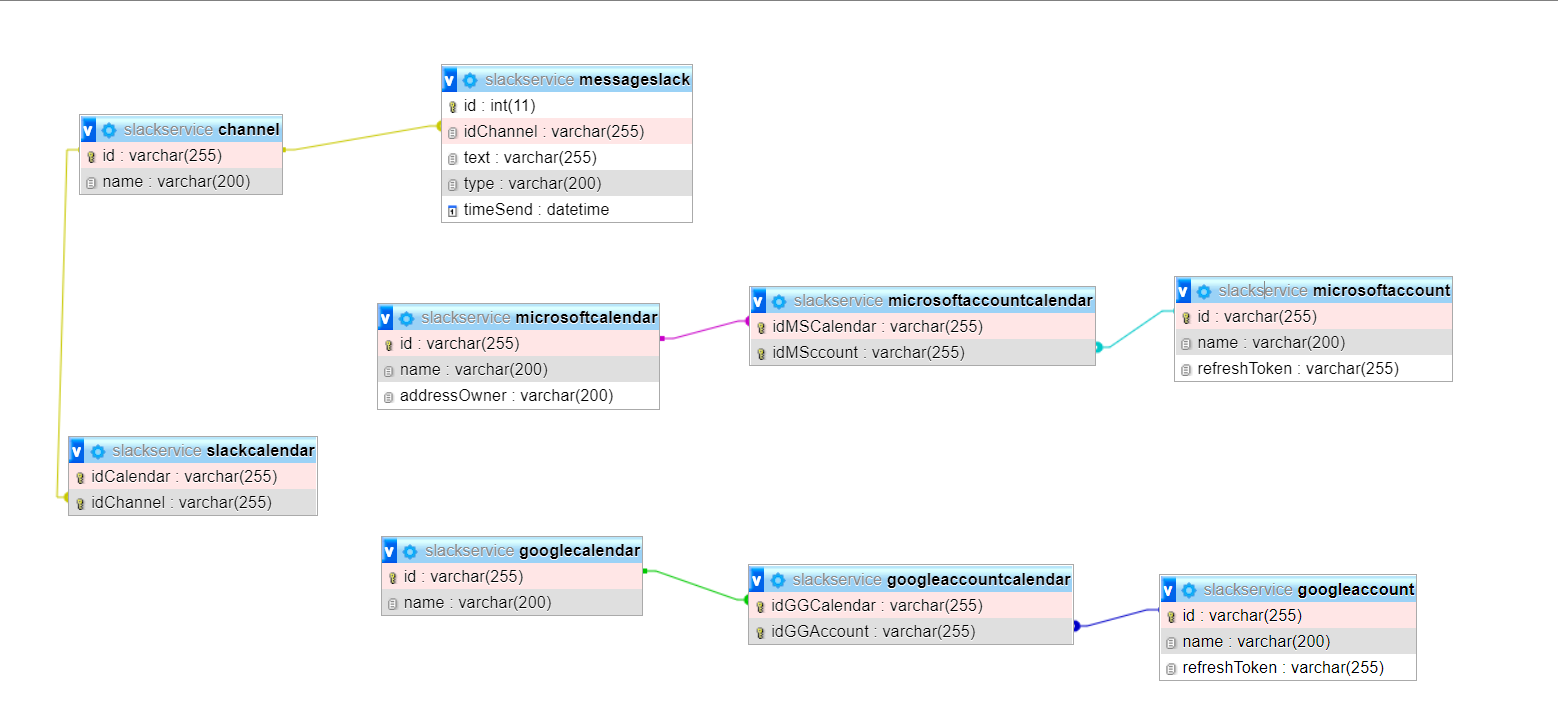 slackservice messageslack
id : int(11)
idChannel : varchar(255)
text : varchar(255)
type : varchar(200)
timeSend : datetime
slackservice channel
id : varchar(255)
name : varchar(200)
slackservice microsoftcalendar
id : varchar(255)
name : varchar(200)
addressOwner : varchar(200)
slackservice microsoftaccountcalendar
idMSCalendar : varchar(255)
idMSccount : varchar(255)
slackservice microsoftaccount
id : varchar(255)
name : varchar(200)
refreshToken : varchar(255)
slackservice slackcalendar
idCalendar : varchar(255)
idChannel : varchar(255)
slackservice googlecalendar
id : varchar(255)
name : varchar(200)
slackservice googleaccountcalendar
idGGCalendar : varchar(255)
idGGAccount : varchar(255)
slackservice googleaccount
id : varchar(255)
name : varchar(200)
refreshToken : varchar(255)